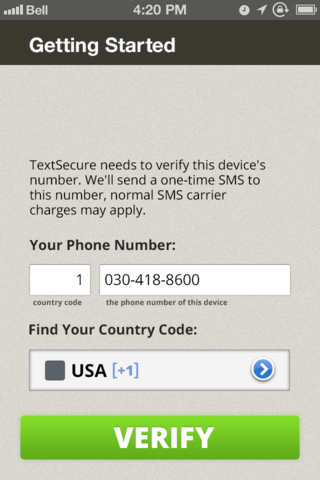 Bell 4:20 PM
Getting Started
TextSecure needs to verify this device's
number. We'll send a one-time SMS to
this number, normal SMS carrier
charges may apply.
Your Phone Number:
1 030-418-8600
country code the phone number of this device
Find Your Country Code:
USA [+1]
VERIFY